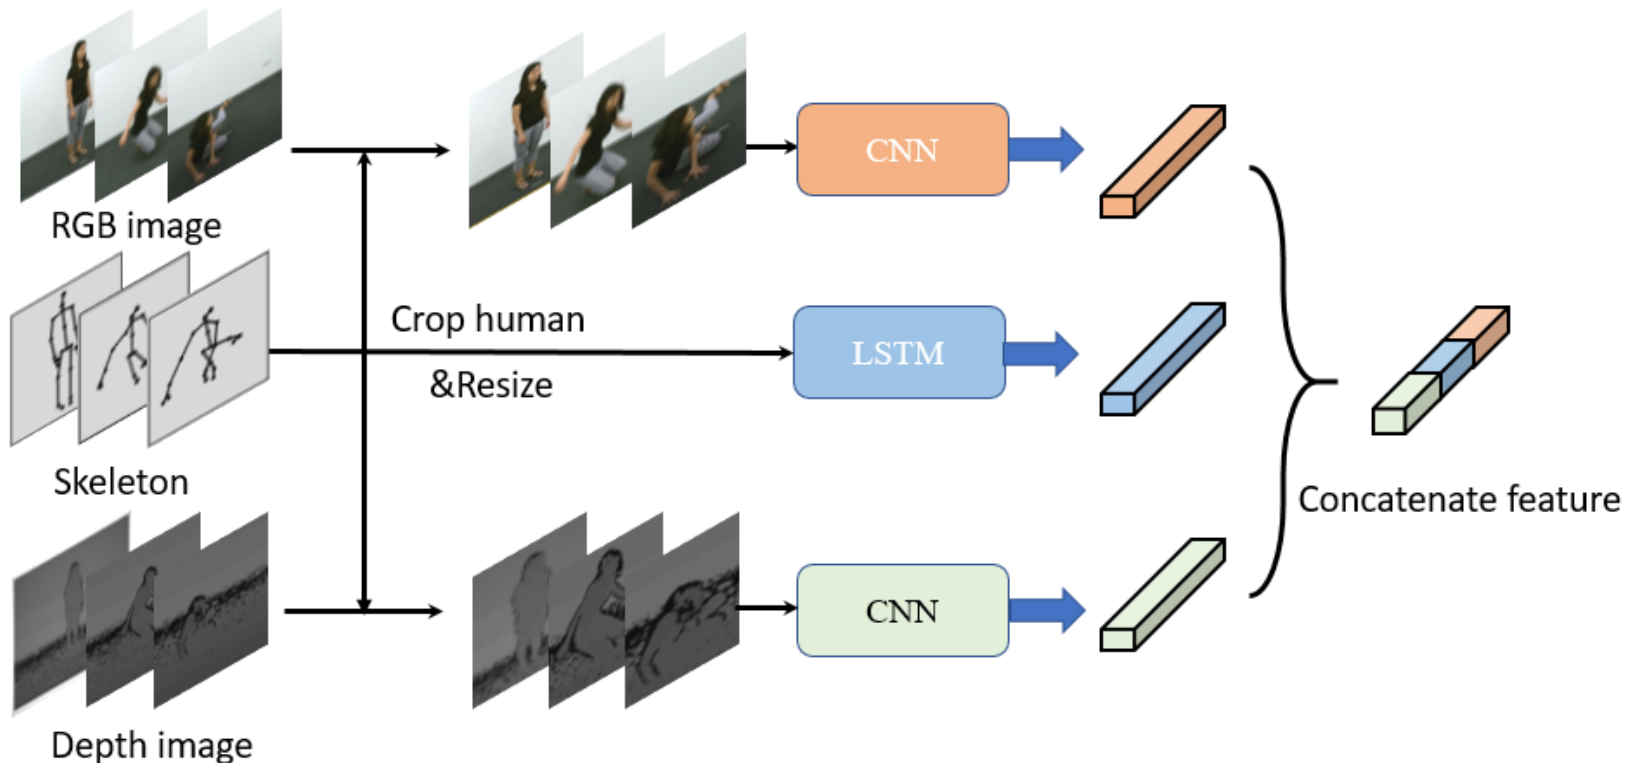 RGB image
CNN
Crop human
&Resize
LSTM
Skeleton
Concatenate feature
CNN
Depth image